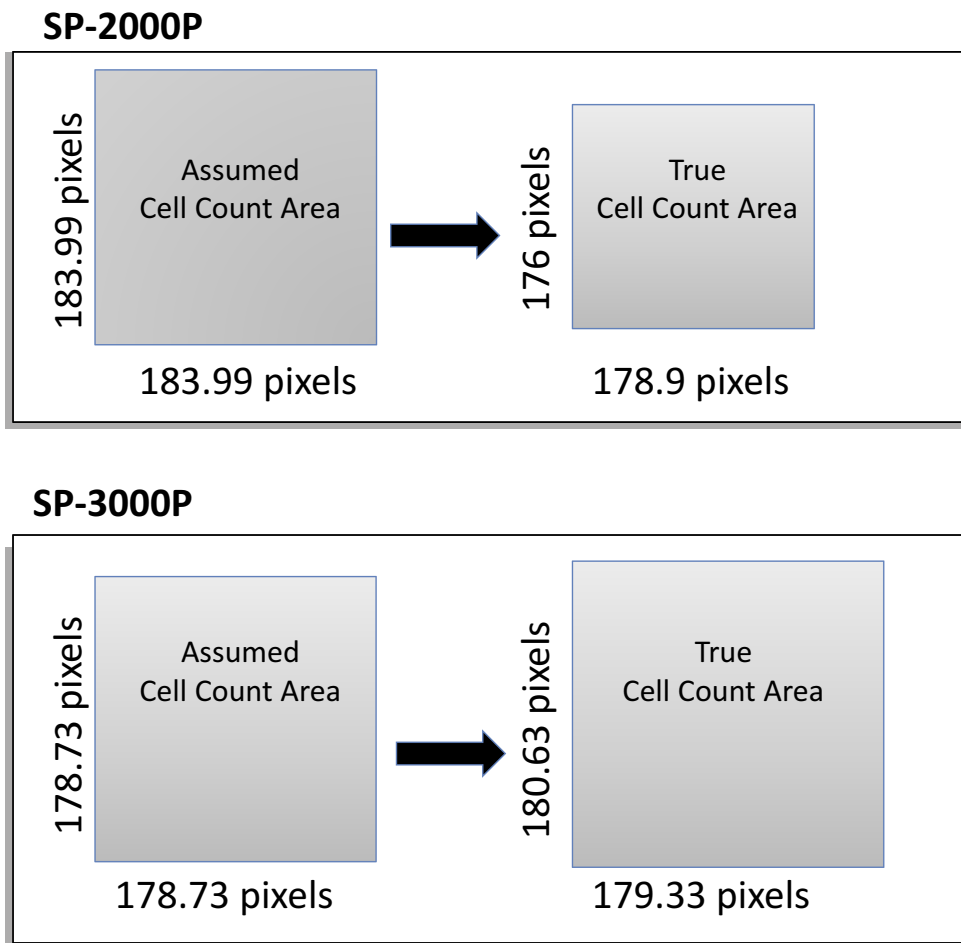 SP-2000P
183.99 pixels
Assumed
Cell Count Area
183.99 pixels
176 pixels
True
Cell Count Area
178.9 pixels
SP-3000P
178.73 pixels
Assumed
Cell Count Area
178.73 pixels
180.63 pixels
True
Cell Count Area
179.33 pixels